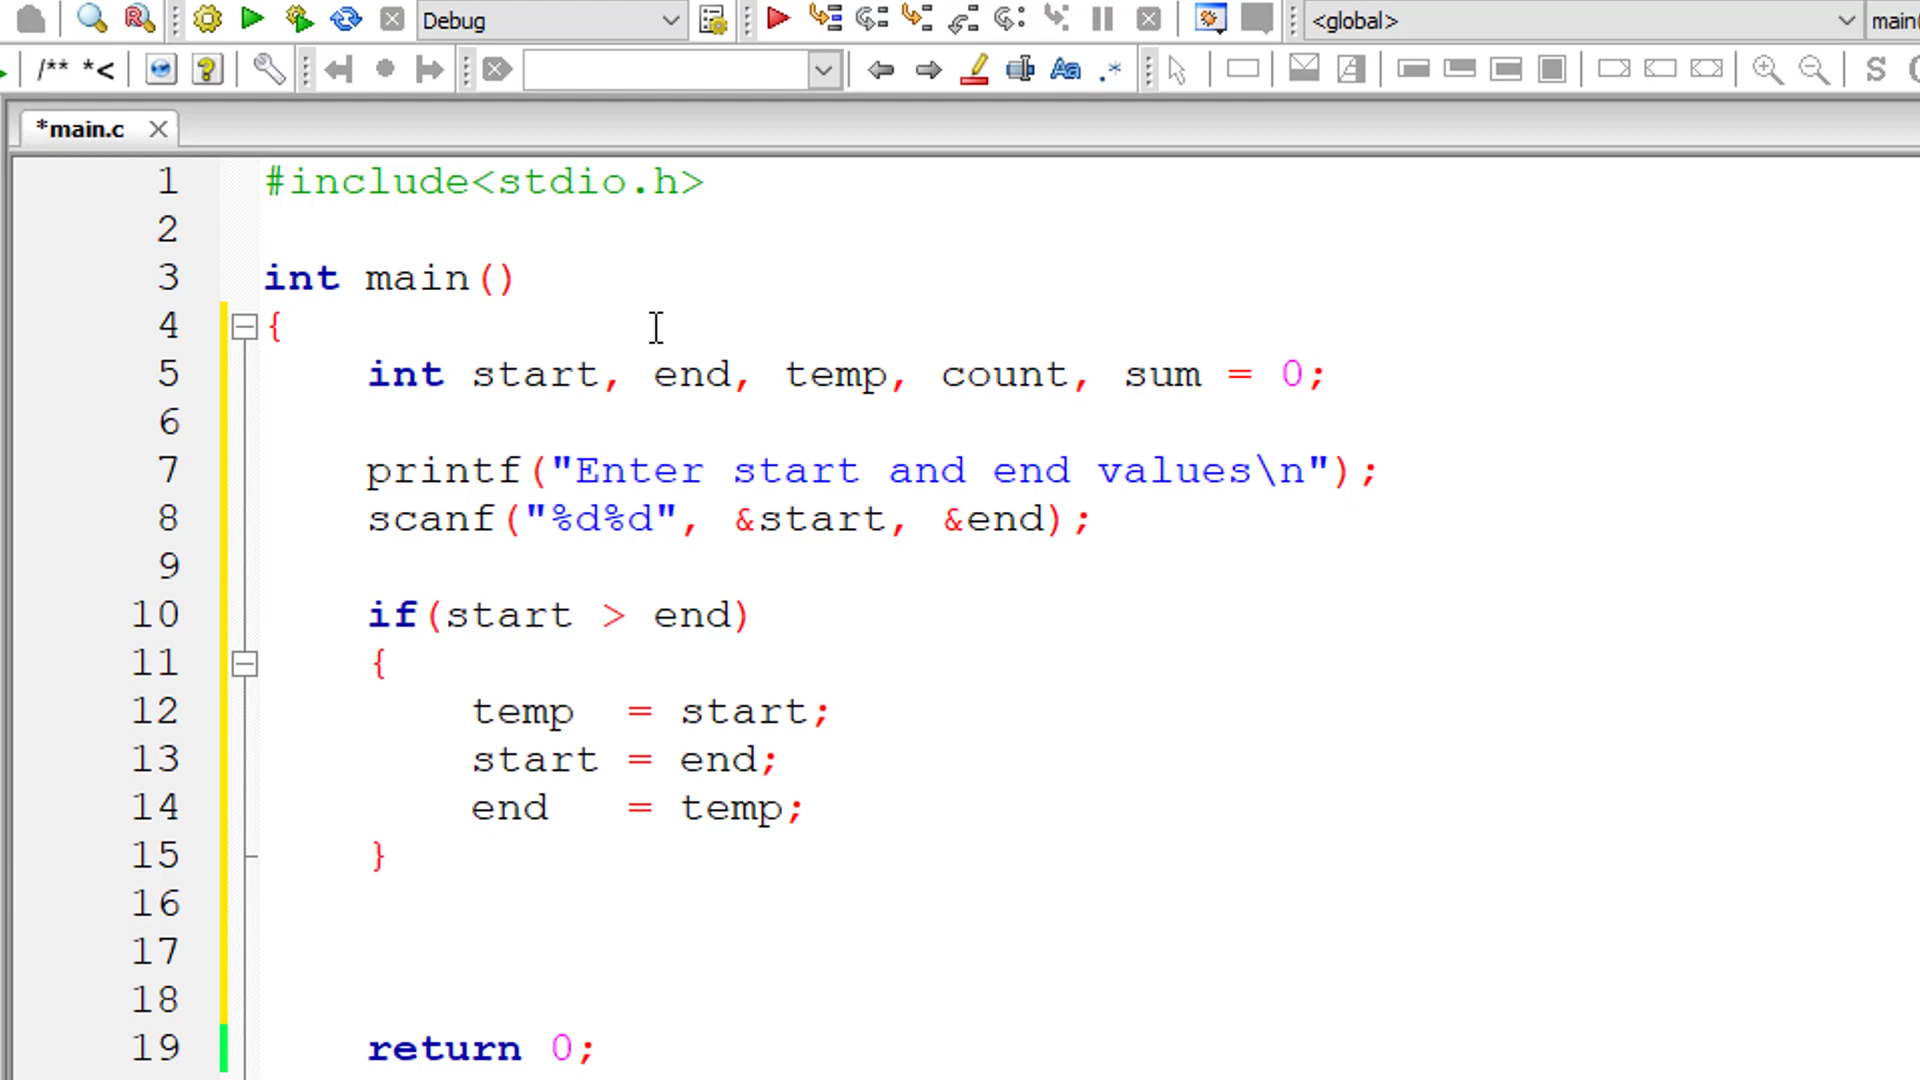 Debug
<global>
main(
/** *<
Aa
.*
S
*main.c
1 #include<stdio.h>
2
3 int main()
4 {
5 int start, end, temp, count, sum = 0;
6
7 printf("Enter start and end values\n");
8 scanf("%d%d", &start, &end);
9
10 if(start > end)
11 {
12 temp  = start;
13 start = end;
14 end   = temp;
15 }
16
17
18
19 return 0;